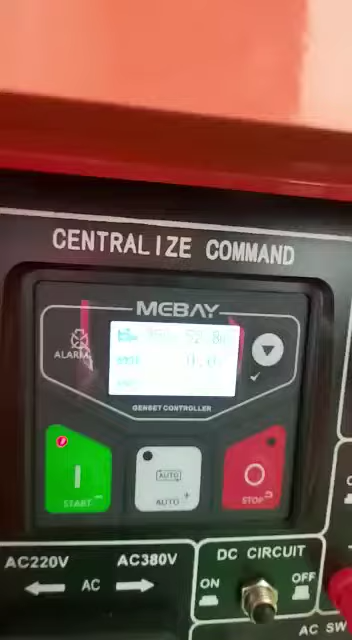 CENTRALIZE COMMAND
MEBAY
ALARM
GENSET CONTROLLER
START
AUTO
AUTO
STOP
AC220V AC380V
AC
DC CIRCUIT
ON OFF
AC SW